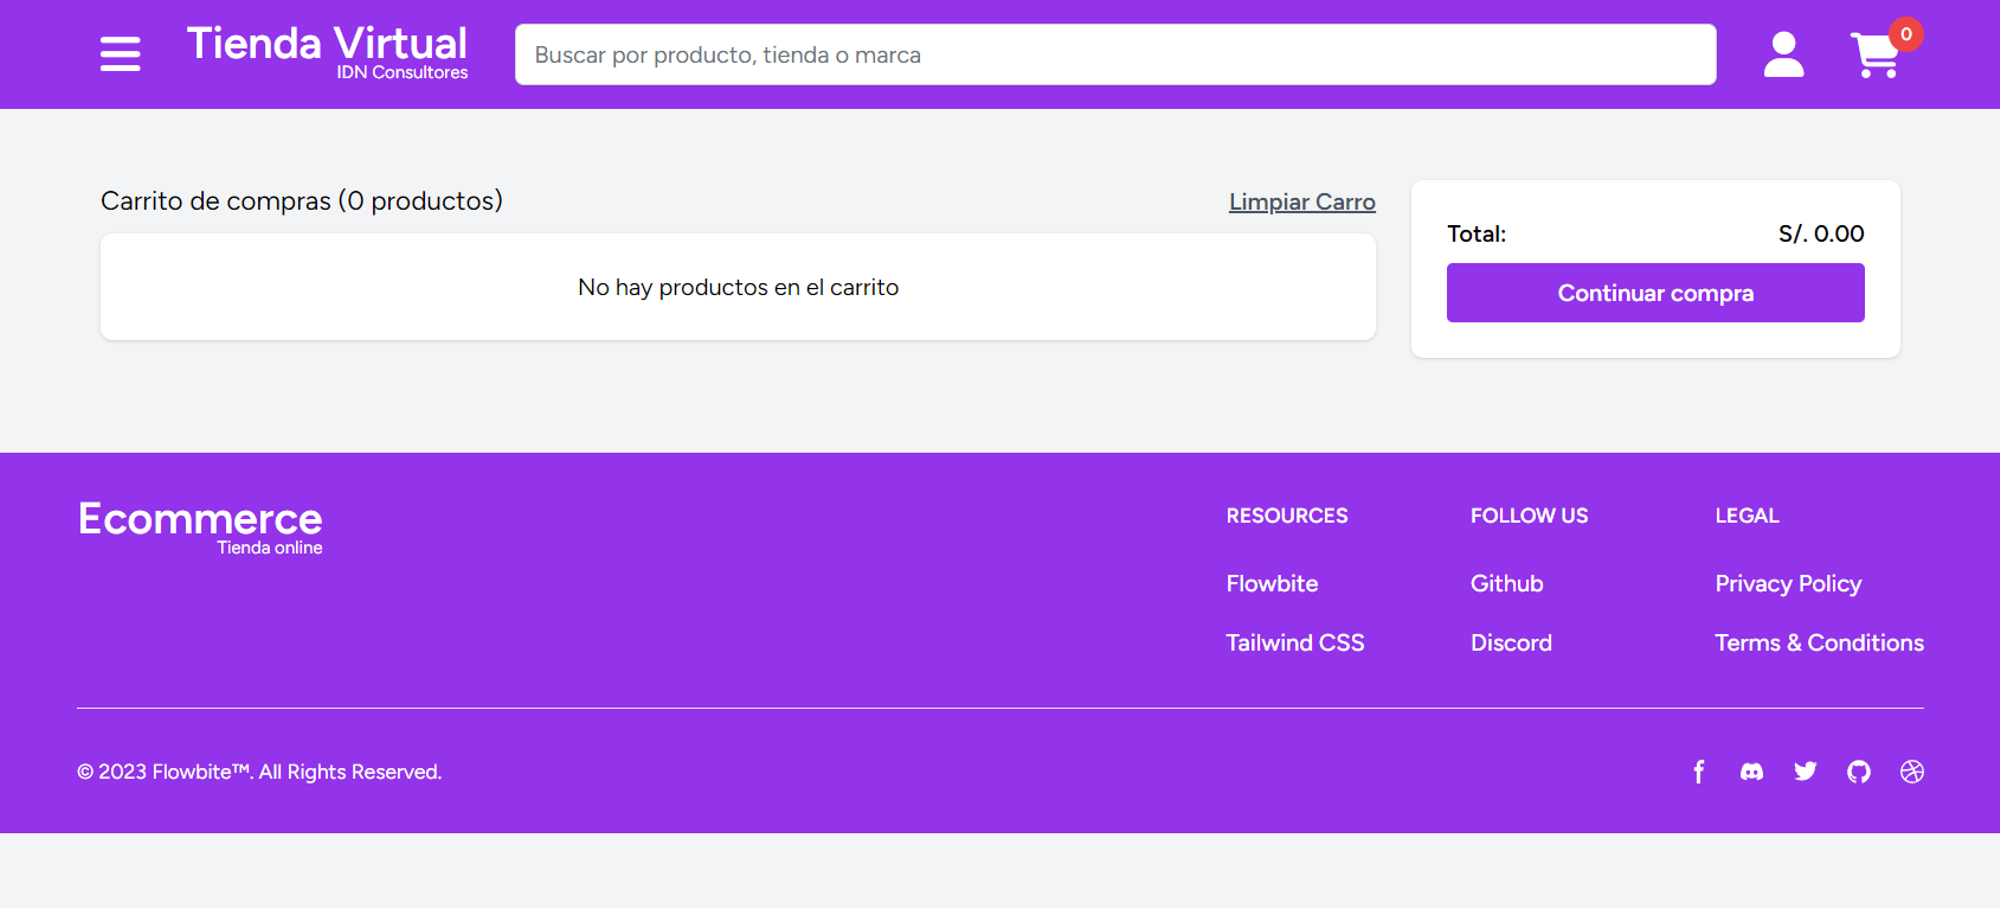 Tienda Virtual
IDN Consultores
Buscar por producto, tienda o marca
0
Carrito de compras (0 productos)
Limpiar Carro
No hay productos en el carrito
Total:
S/. 0.00
Continuar compra
Ecommerce
Tienda online
RESOURCES
Flowbite
Tailwind CSS
FOLLOW US
Github
Discord
LEGAL
Privacy Policy
Terms & Conditions
© 2023 Flowbite™. All Rights Reserved.